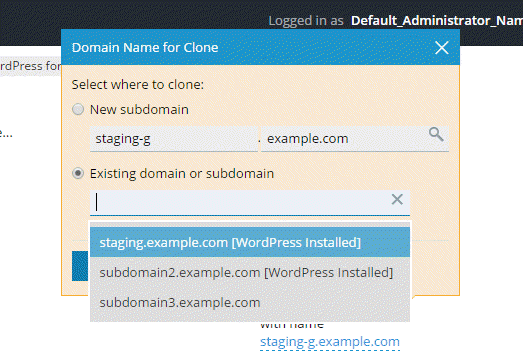 Logged in as Default_Administrator_Nam
Domain Name for Clone
rdPress for
Select where to clone:
New subdomain
e...
staging-g . example.com
Existing domain or subdomain
staging.example.com [WordPress Installed]
subdomain2.example.com [WordPress Installed]
subdomain3.example.com
with name
staging-g.example.com